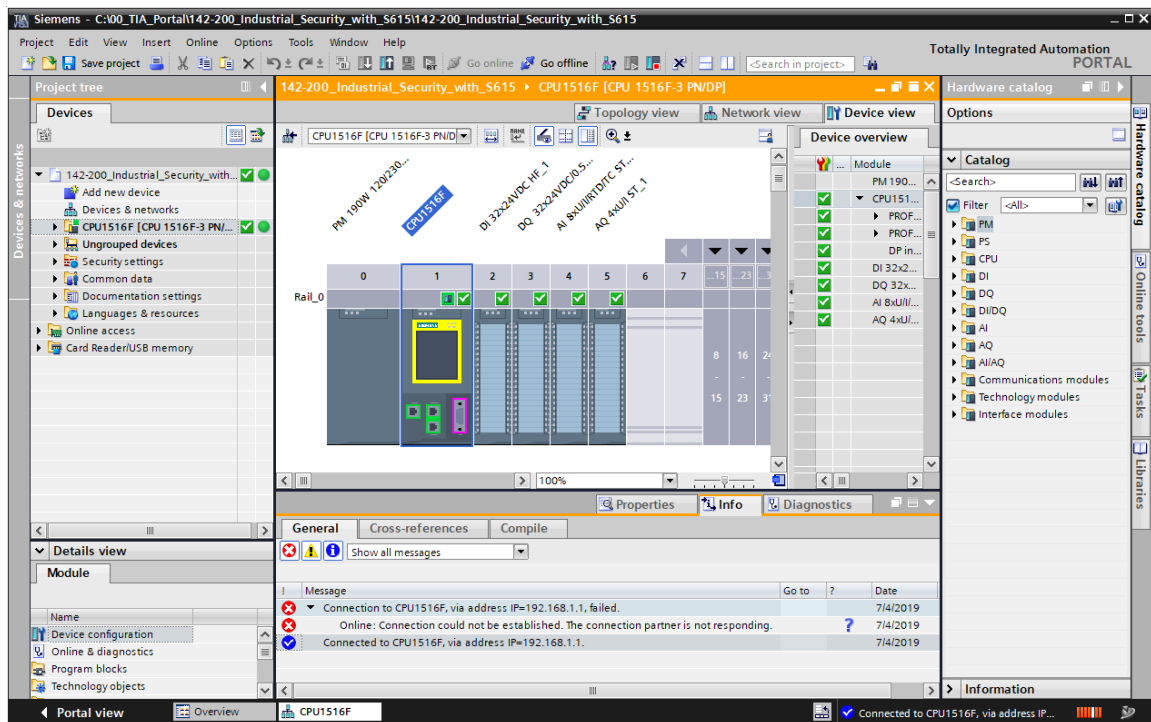 Siemens - C:\00_TIA_Portal\142-200_Industrial_Security_with_S615\142-200_Industrial_Security_with_S615
Project Edit View Insert Online Options Tools Window Help
Totally Integrated Automation
PORTAL
Save project
Go online
Go offline
<Search in project>
Project tree
142-200_Industrial_Security_with_S615 ▸ CPU1516F [CPU 1516F-3 PN/DP]
Hardware catalog
Devices
Topology view
Network view
Device view
Options
CPU1516F [CPU 1516F-3 PN/D
Device overview
Devices & networks
142-200_Industrial_Security_with...
Add new device
Devices & networks
CPU1516F [CPU 1516F-3 PN/...
Ungrouped devices
Security settings
Common data
Documentation settings
Languages & resources
Online access
Card Reader/USB memory
PM 190W 120/230...
CPU1516F
DI 32x24VDC HF_1
DQ 32x24VDC/0.5...
AI 8xU/I/RTD/TC ST...
AQ 4xU/I ST_1
0 1 2 3 4 5 6 7 ...15 ...23 ...3
Rail_0
SIEMENS
8 16 24
- - -
15 23 31
... Module
PM 190...
CPU151...
PROF...
PROF...
DP in...
DI 32x2...
DQ 32x...
AI 8xU/I/...
AQ 4xU/...
Catalog
<Search>
Filter <All>
PM
PS
CPU
DI
DQ
DI/DQ
AI
AQ
AI/AQ
Communications modules
Technology modules
Interface modules
Hardware catalog
Online tools
Tasks
Libraries
100%
Properties
Info
Diagnostics
General
Cross-references
Compile
Show all messages
! Message Go to ? Date
Connection to CPU1516F, via address IP=192.168.1.1, failed. 7/4/2019
Online: Connection could not be established. The connection partner is not responding. ? 7/4/2019
Connected to CPU1516F, via address IP=192.168.1.1. 7/4/2019
Details view
Module
Name
Device configuration
Online & diagnostics
Program blocks
Technology objects
Information
Portal view
Overview
CPU1516F
Connected to CPU1516F, via address IP...